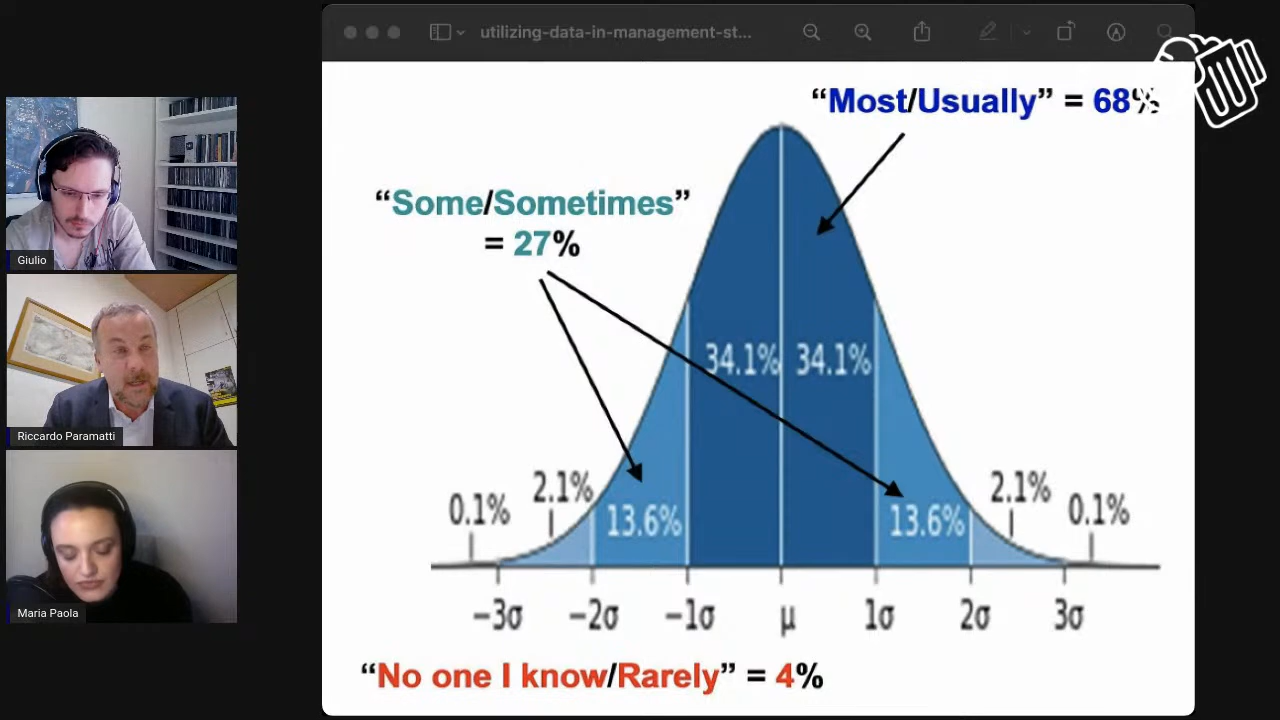 utilizing-data-in-management-st...
“Most/Usually” = 68%
“Some/Sometimes”
= 27%
34.1% 34.1%
0.1% 2.1% 13.6% 13.6% 2.1% 0.1%
−3σ −2σ −1σ μ 1σ 2σ 3σ
“No one I know/Rarely” = 4%
Giulio
Riccardo Paramatti
Maria Paola